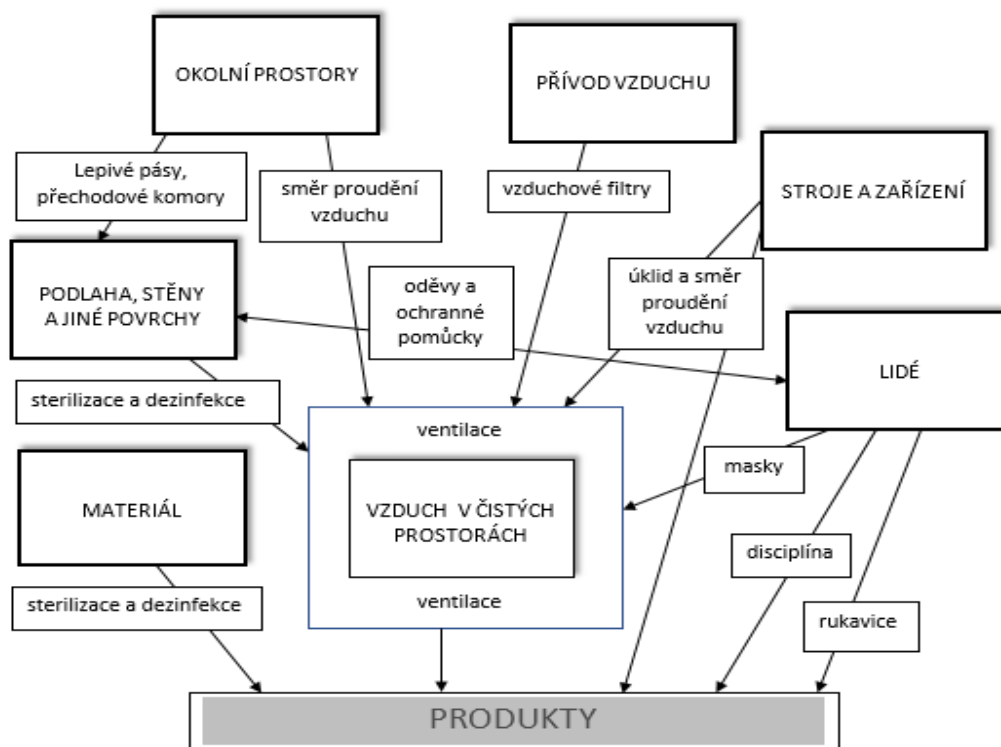 OKOLNÍ PROSTORY
PŘÍVOD VZDUCHU
STROJE A ZAŘÍZENÍ
Lepivé pásy,
přechodové komory
směr proudění
vzduchu
vzduchové filtry
PODLAHA, STĚNY
A JINÉ POVRCHY
oděvy a
ochranné
pomůcky
úklid a směr
proudění
vzduchu
LIDÉ
sterilizace a dezinfekce
ventilace
masky
MATERIÁL
VZDUCH V ČISTÝCH
PROSTORÁCH
disciplína
sterilizace a dezinfekce
ventilace
rukavice
PRODUKTY